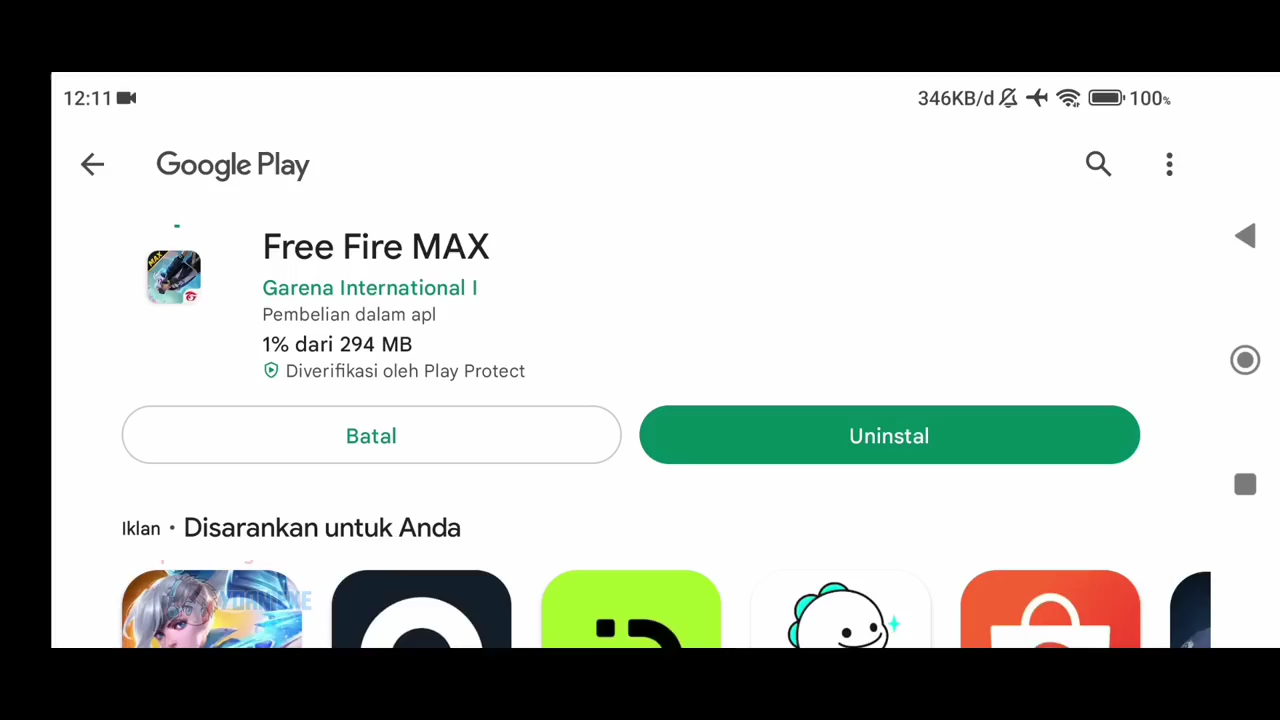 12:11
346KB/d
100%
Google Play
MAX
Free Fire MAX
Garena International I
Pembelian dalam apl
1% dari 294 MB
Diverifikasi oleh Play Protect
Batal
Uninstal
Iklan • Disarankan untuk Anda